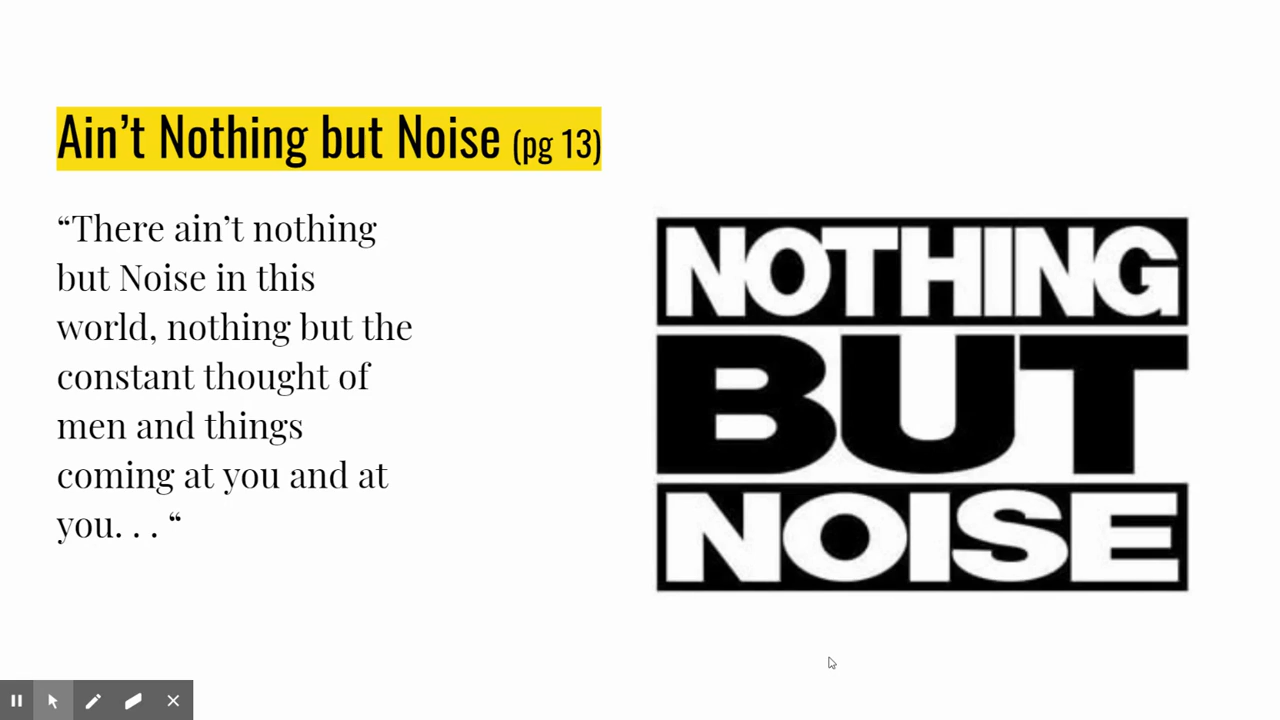 Ain’t Nothing but Noise (pg 13)
“There ain’t nothing
but Noise in this
world, nothing but the
constant thought of
men and things
coming at you and at
you. . . “
NOTHING
BUT
NOISE